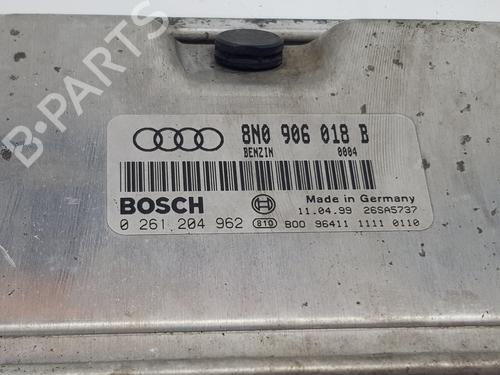 8N0 906 018 B
BENZIN 0004
BOSCH
Made in Germany
11.04.99 26SA5737
0 261 204 962 810 B00 96411 1111 0110
B-PARTS